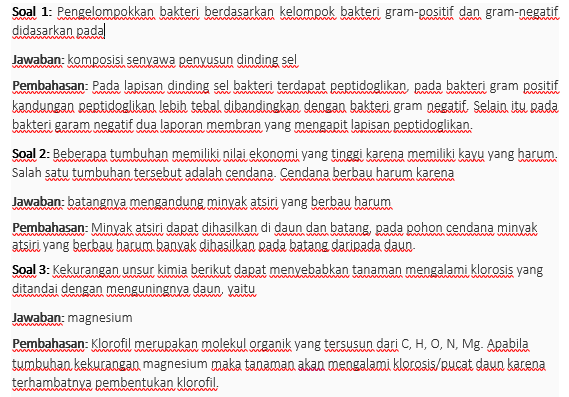 Soal 1: Pengelompokkan bakteri berdasarkan kelompok bakteri gram-positif dan gram-negatif
didasarkan pada
Jawaban: komposisi senyawa penyusun dinding sel
Pembahasan: Pada lapisan dinding sel bakteri terdapat peptidoglikin, pada bakteri gram positif
kandungan peptidoglikin lebih tebal dibandingkan dengan bakteri gram negatif. Selain itu pada
bakteri garam negatif dua laporan membran yang mengapit lapisan peptidoglikin.
Soal 2: Beberapa tumbuhan memiliki nilai ekonomi yang tinggi karena memiliki kayu yang harum.
Salah satu tumbuhan tersebut adalah cendana. Cendana berbau harum karena
Jawaban: batangnya mengandung minyak atsiri yang berbau harum
Pembahasan: Minyak atsiri dapat dihasilkan di daun dan batang, pada pohon cendana minyak
atsiri yang berbau harum banyak dihasilkan pada batang daripada daun.
Soal 3: Kekurangan unsur kimia berikut dapat menyebabkan tanaman mengalami klorosis yang
ditandai dengan menguningnya daun, yaitu
Jawaban: magnesium
Pembahasan: Klorofil merupakan molekul organik yang tersusun dari C, H, O, N, Mg. Apabila
tumbuhan kekurangan magnesium maka tanaman akan mengalami klorosis/pucat daun karena
terhambatnya pembentukan klorofil.